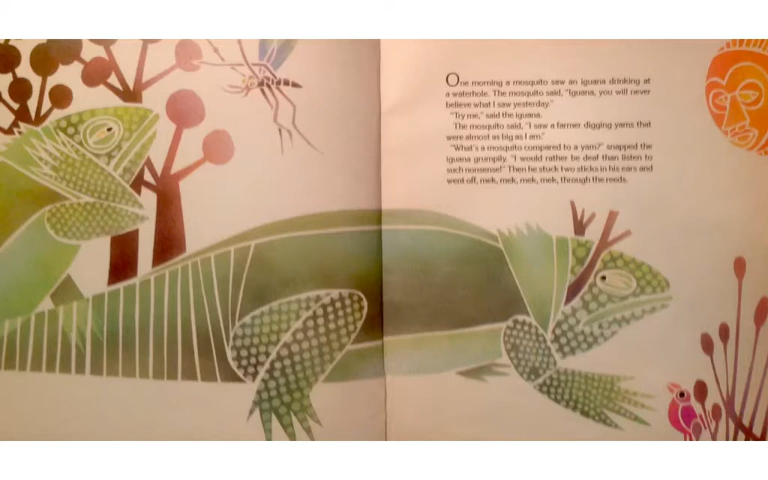 One morning a mosquito saw an iguana drinking at
a waterhole. The mosquito said, "Iguana, you will never
believe what I saw yesterday."
"Try me," said the iguana.
The mosquito said, "I saw a farmer digging yams that
were almost as big as I am."
"What's a mosquito compared to a yam?" snapped the
iguana grumpily. "I would rather be deaf than listen to
such nonsense!" Then he stuck two sticks in his ears and
went off, mek, mek, mek, mek, through the reeds.